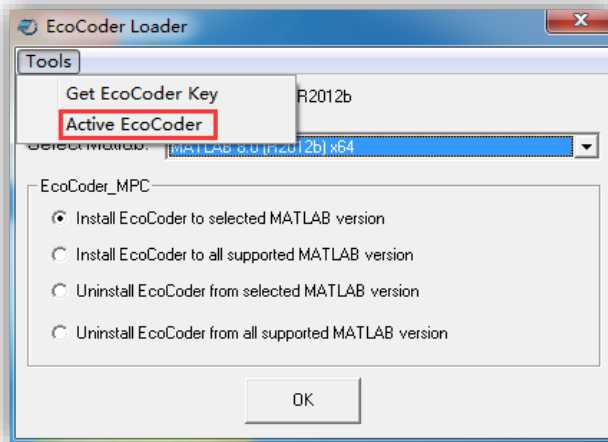 EcoCoder Loader
Tools
Get EcoCoder Key
R2012b
Active EcoCoder
Select Matlab: MATLAB 8.0 (R2012b) x64
EcoCoder_MPC
Install EcoCoder to selected MATLAB version
Install EcoCoder to all supported MATLAB version
Uninstall EcoCoder from selected MATLAB version
Uninstall EcoCoder from all supported MATLAB version
OK